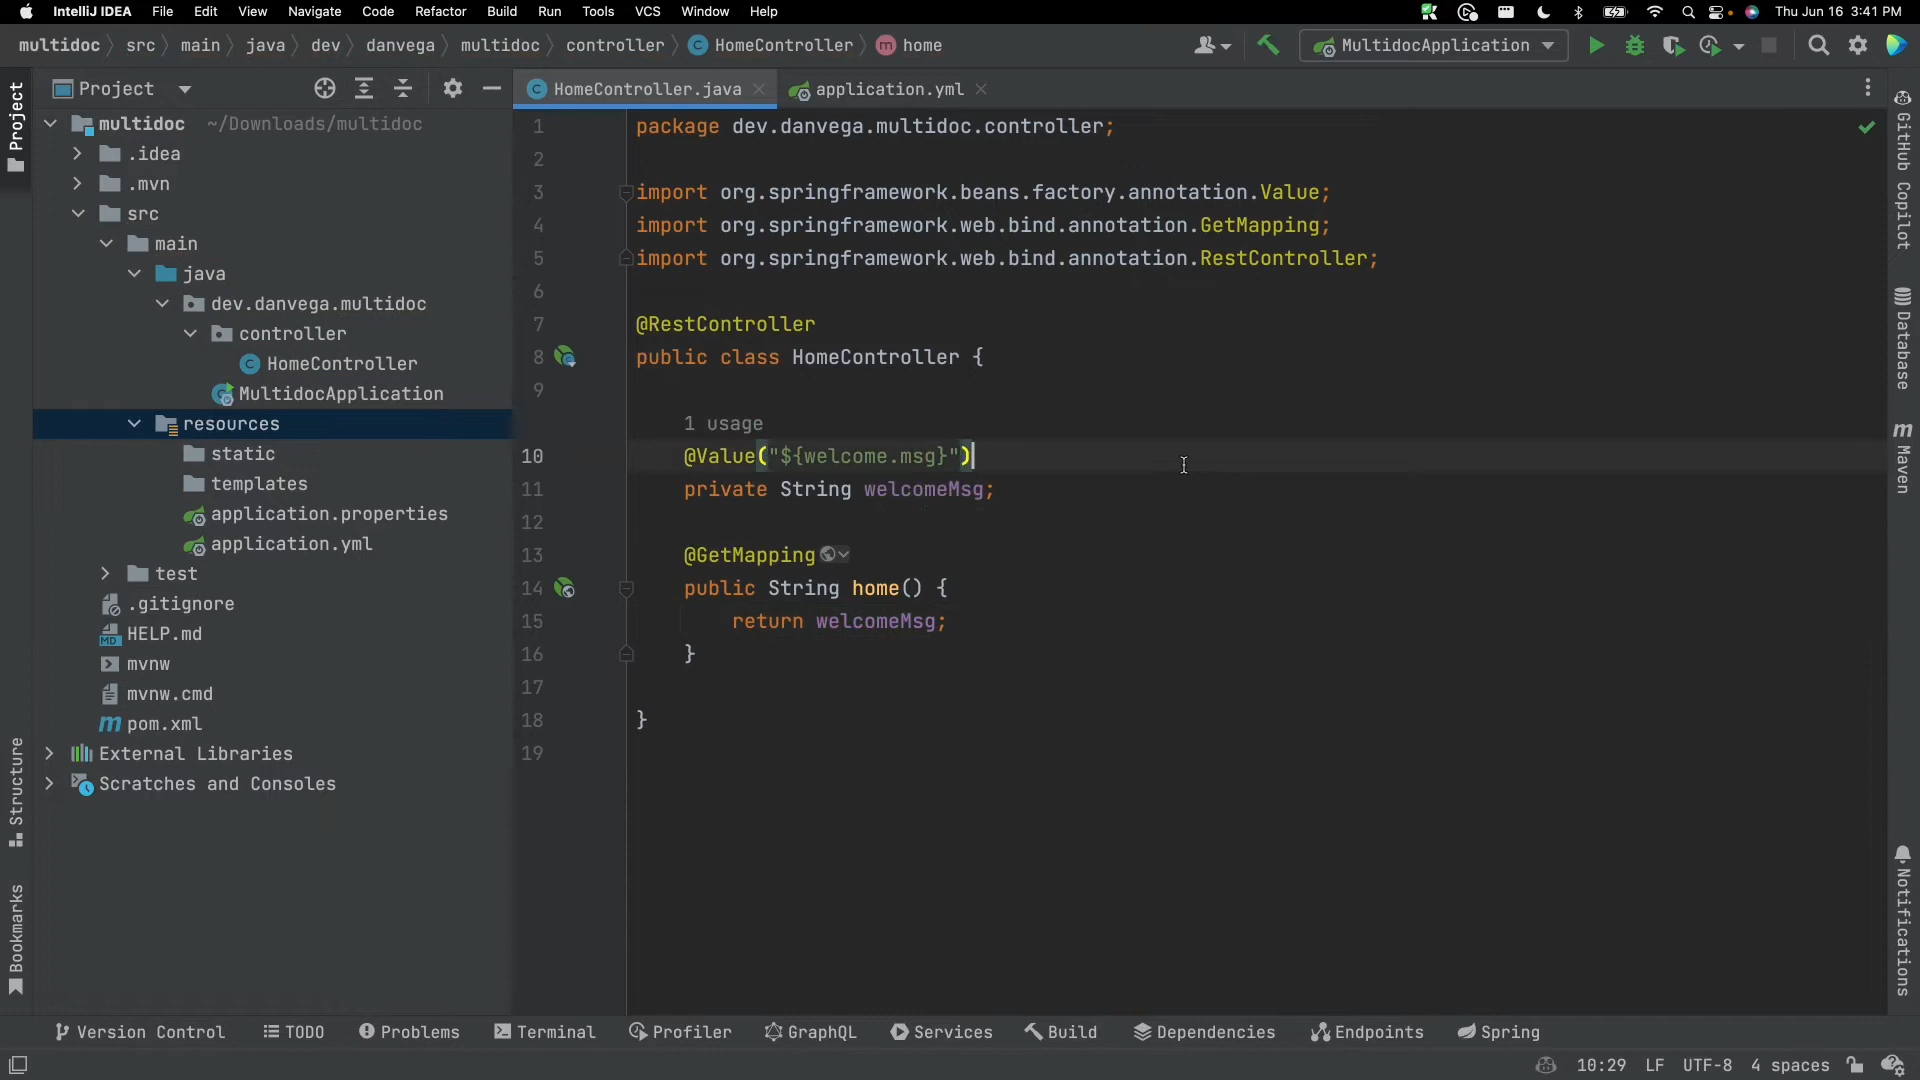 IntelliJ IDEA File Edit View Navigate Code Refactor Build Run Tools VCS Window Help Thu Jun 16 3:41 PM
multidoc src main java dev danvega multidoc controller HomeController home MultidocApplication
Project
HomeController.java
application.yml
Project
multidoc ~/Downloads/multidoc
.idea
.mvn
src
main
java
dev.danvega.multidoc
controller
HomeController
MultidocApplication
resources
static
templates
application.properties
application.yml
test
.gitignore
HELP.md
mvnw
mvnw.cmd
pom.xml
External Libraries
Scratches and Consoles
Structure
Bookmarks
1 package dev.danvega.multidoc.controller;
2
3 import org.springframework.beans.factory.annotation.Value;
4 import org.springframework.web.bind.annotation.GetMapping;
5 import org.springframework.web.bind.annotation.RestController;
6
7 @RestController
8 public class HomeController {
9
1 usage
10 @Value("${welcome.msg}")
11 private String welcomeMsg;
12
13 @GetMapping
14 public String home() {
15 return welcomeMsg;
16 }
17
18 }
19
GitHub Copilot
Database
Maven
Notifications
Version Control TODO Problems Terminal Profiler GraphQL Services Build Dependencies Endpoints Spring
10:29 LF UTF-8 4 spaces